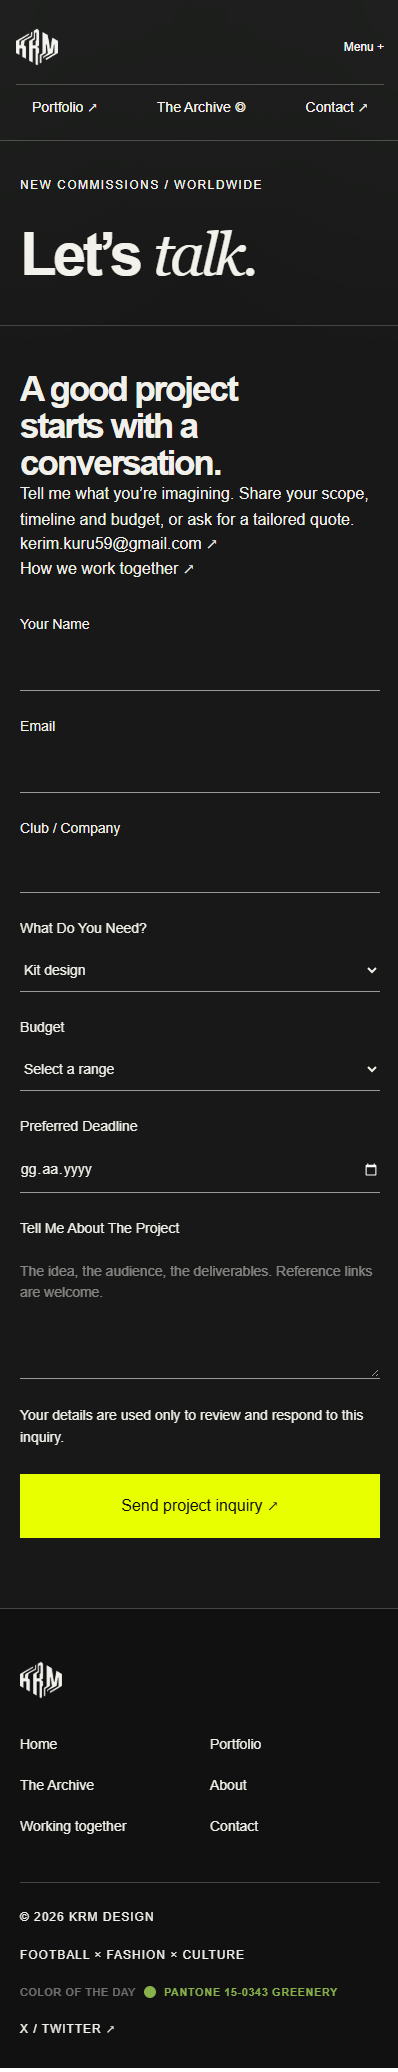 KRM
Menu +
Portfolio ↗
The Archive ◎
Contact ↗
NEW COMMISSIONS / WORLDWIDE
Let’s talk.
A good project
starts with a
conversation.
Tell me what you’re imagining. Share your scope,
timeline and budget, or ask for a tailored quote.
kerim.kuru59@gmail.com ↗
How we work together ↗
Your Name
Email
Club / Company
What Do You Need?
Kit design
Budget
Select a range
Preferred Deadline
gg.aa.yyyy
Tell Me About The Project
The idea, the audience, the deliverables. Reference links
are welcome.
Your details are used only to review and respond to this
inquiry.
Send project inquiry ↗
KRM
Home
Portfolio
The Archive
About
Working together
Contact
© 2026 KRM DESIGN
FOOTBALL × FASHION × CULTURE
COLOR OF THE DAY PANTONE 15-0343 GREENERY
X / TWITTER ↗